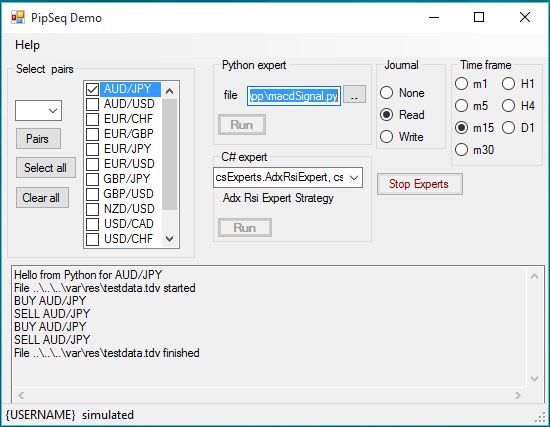 PipSeq Demo
Help
Select pairs
Pairs
Select all
Clear all
AUD/JPY
AUD/USD
EUR/CHF
EUR/GBP
EUR/JPY
EUR/USD
GBP/JPY
GBP/USD
NZD/USD
USD/CAD
USD/CHF
Python expert
file pp\macdSignal.py ..
Run
C# expert
csExperts.AdxRsiExpert, cs
Adx Rsi Expert Strategy
Run
Journal
None
Read
Write
Time frame
m1 H1
m5 H4
m15 D1
m30
Stop Experts
Hello from Python for AUD/JPY
File ..\..\..\var\res\testdata.tdv started
BUY AUD/JPY
SELL AUD/JPY
BUY AUD/JPY
SELL AUD/JPY
File ..\..\..\var\res\testdata.tdv finished
{USERNAME} simulated